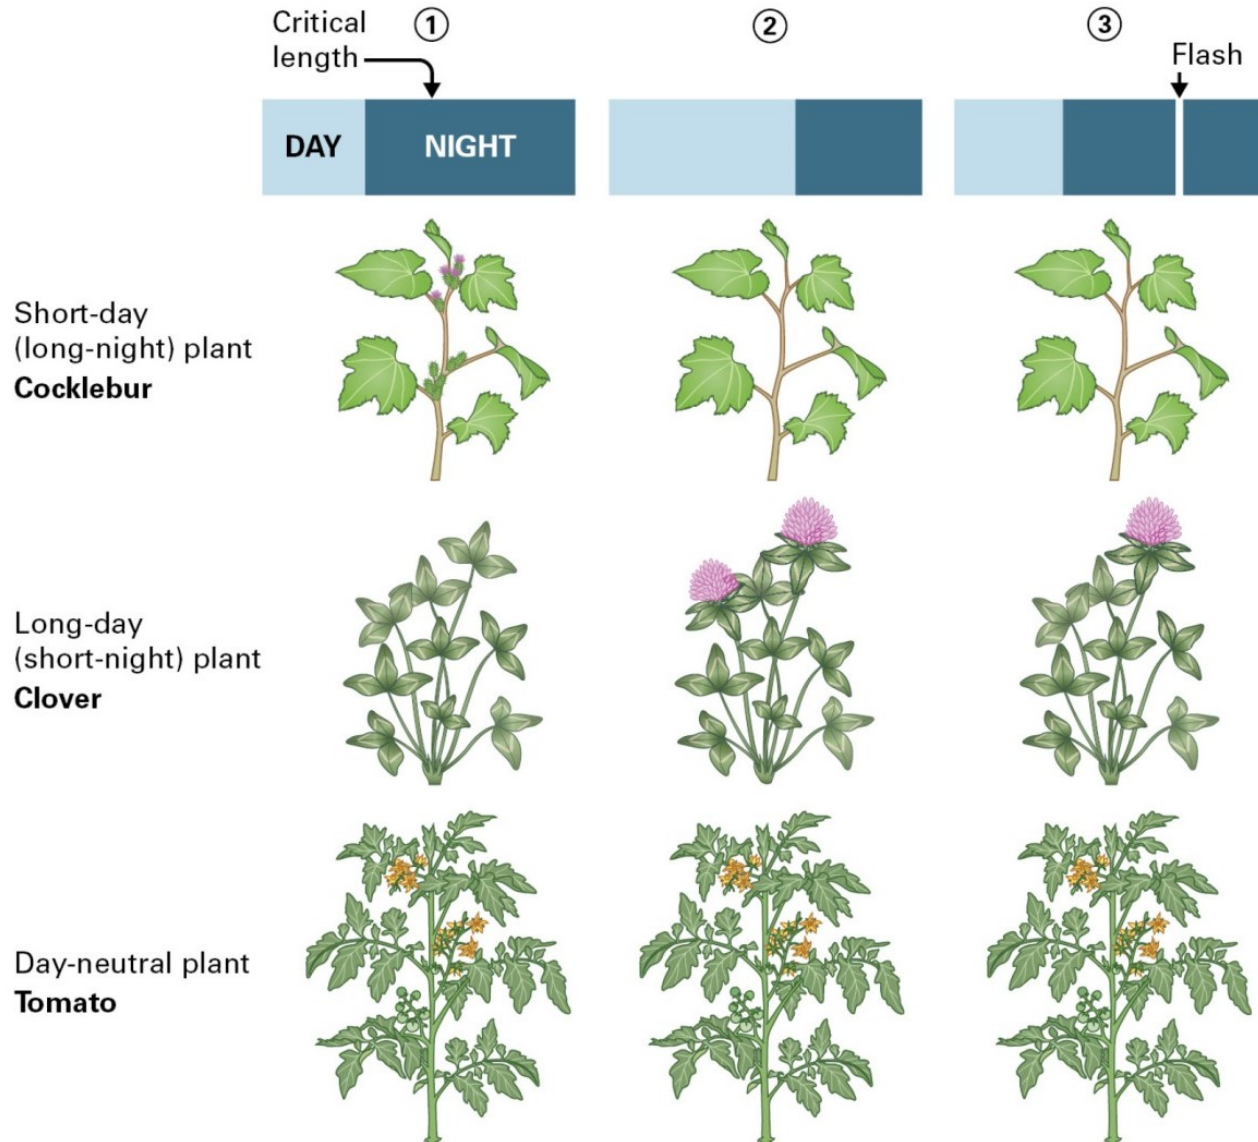 Critical
length
①
②
③
Flash
DAY
NIGHT
Short-day
(long-night) plant
Cocklebur
Long-day
(short-night) plant
Clover
Day-neutral plant
Tomato